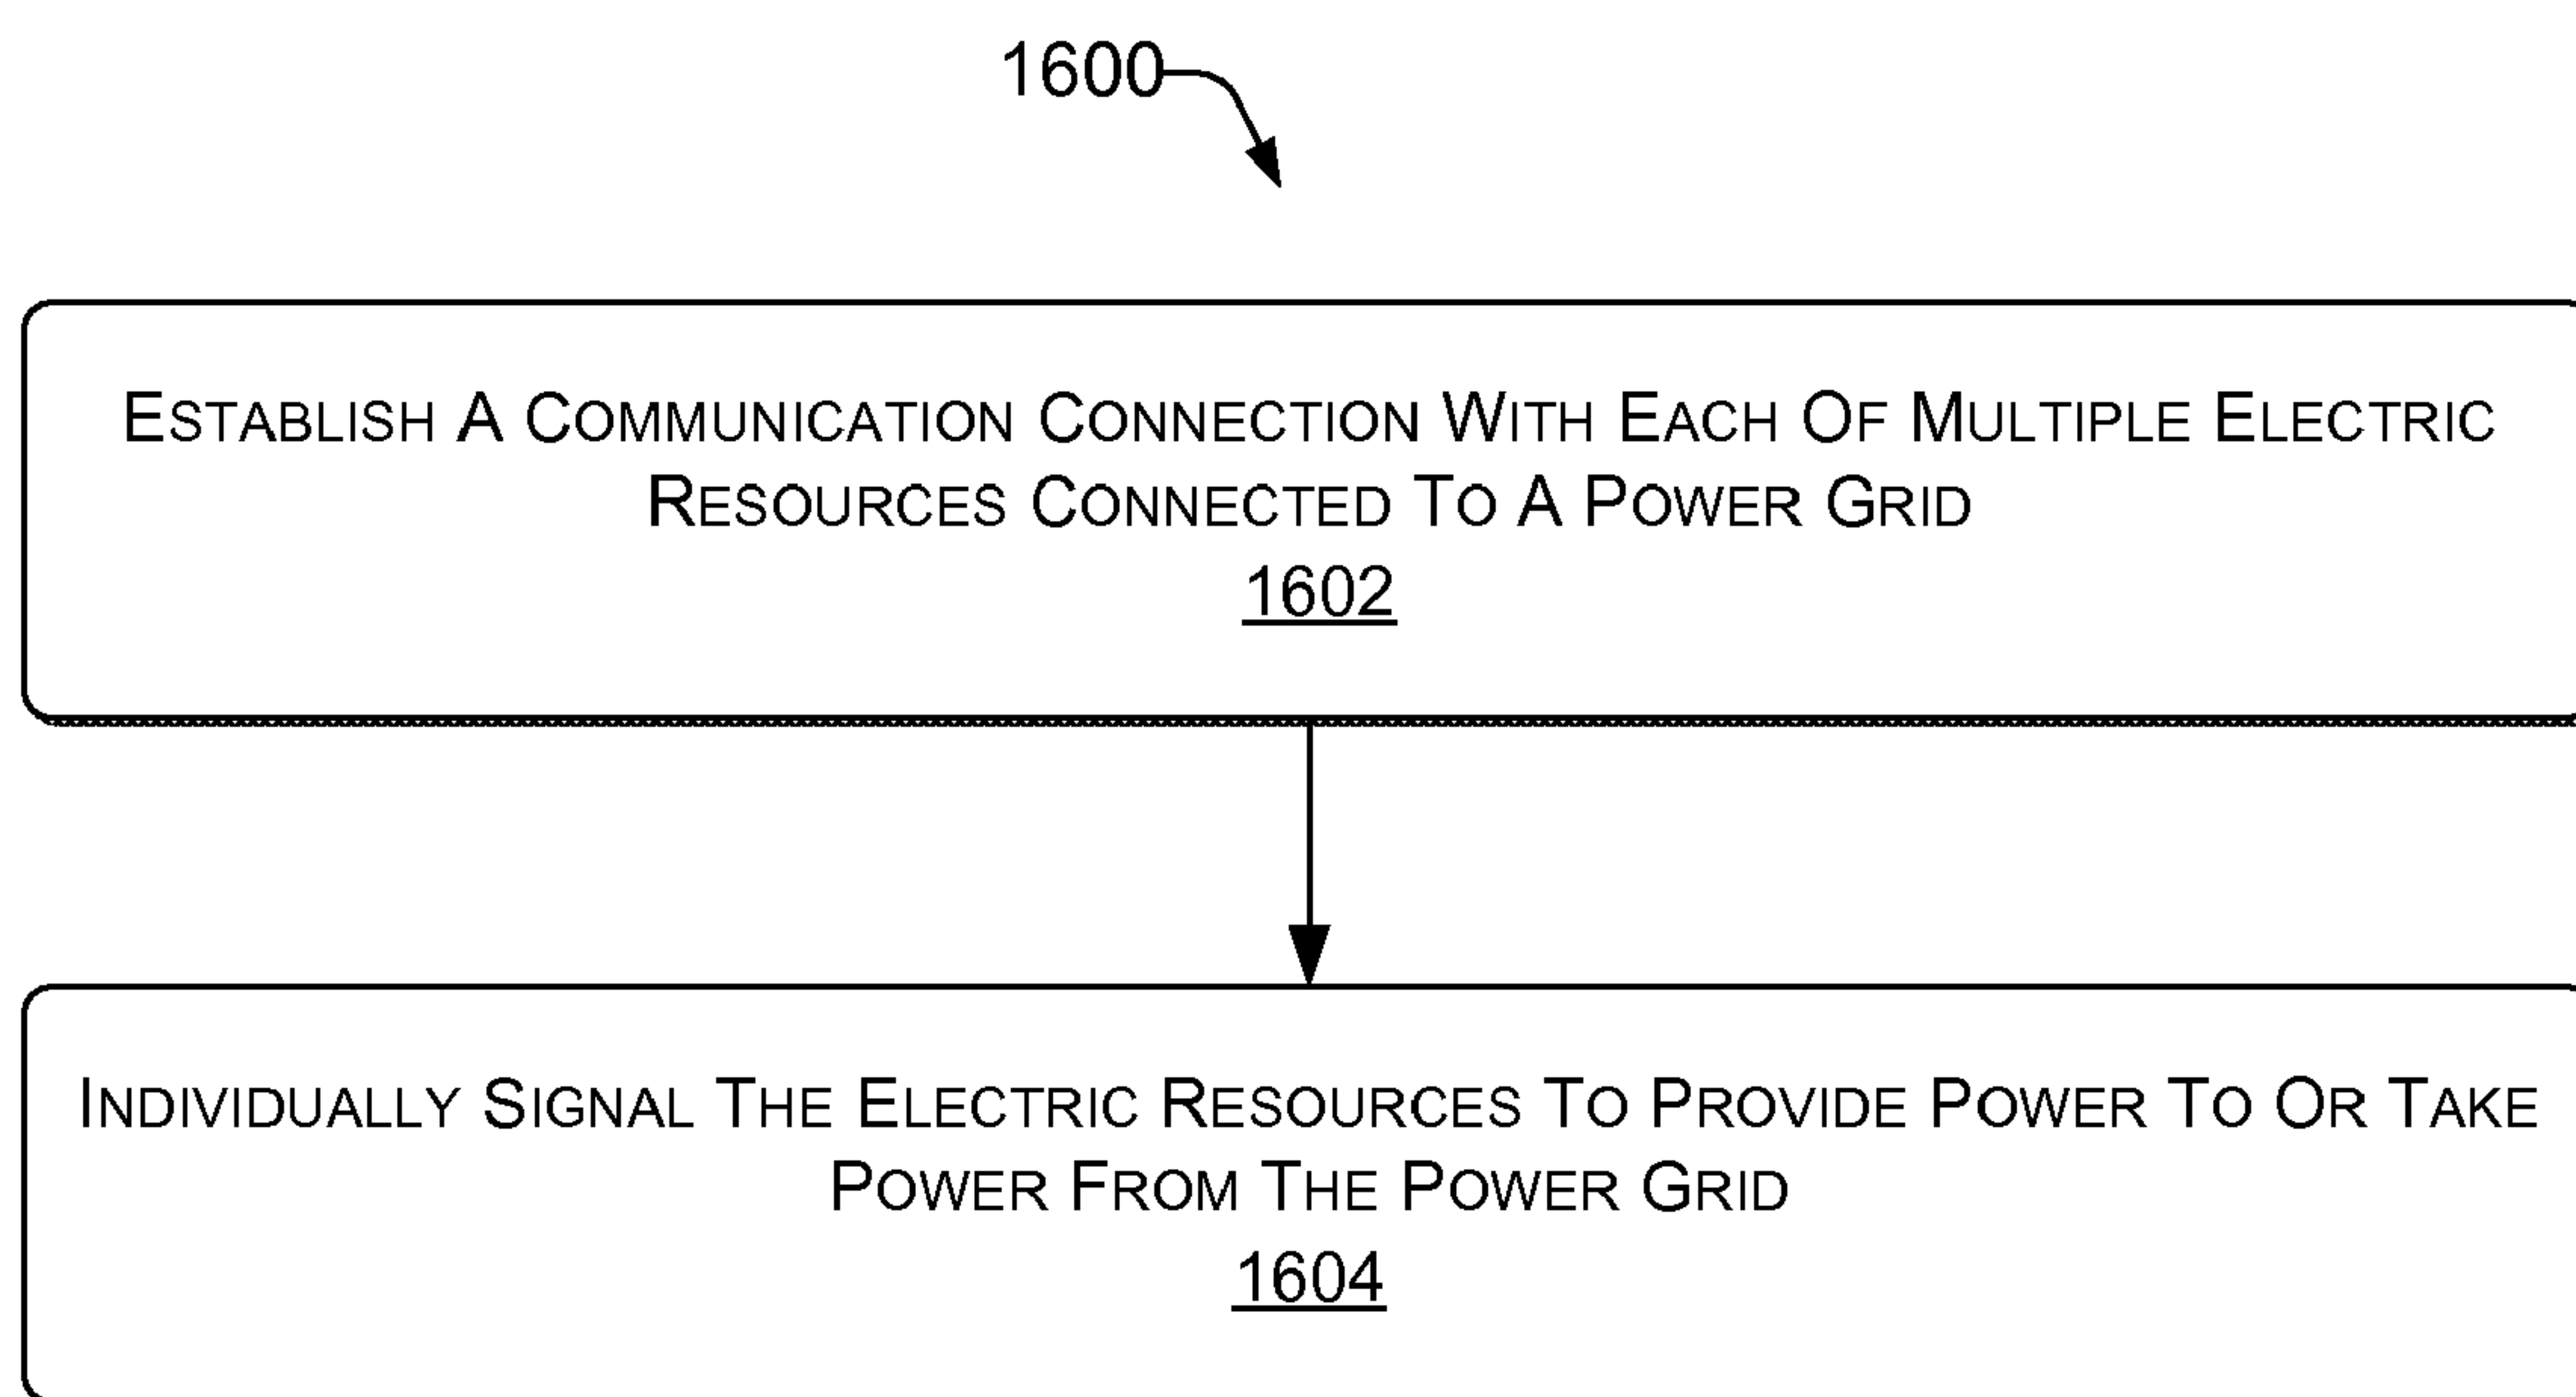 1600
ESTABLISH A COMMUNICATION CONNECTION WITH EACH OF MULTIPLE ELECTRIC
RESOURCES CONNECTED TO A POWER GRID
1602
INDIVIDUALLY SIGNAL THE ELECTRIC RESOURCES TO PROVIDE POWER TO OR TAKE
POWER FROM THE POWER GRID
1604